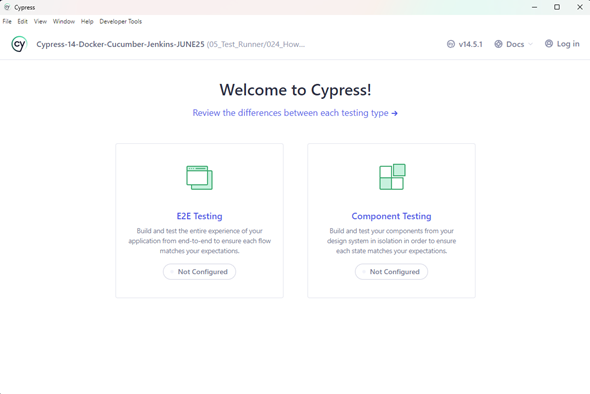 Cypress
File Edit View Window Help Developer Tools
cy Cypress-14-Docker-Cucumber-Jenkins-JUNE25 (05_Test_Runner/024_How... v14.5.1 Docs Log in
Welcome to Cypress!
Review the differences between each testing type →
E2E Testing
Build and test the entire experience of your
application from end-to-end to ensure each flow
matches your expectations.
Not Configured
Component Testing
Build and test your components from your
design system in isolation in order to ensure
each state matches your expectations.
Not Configured